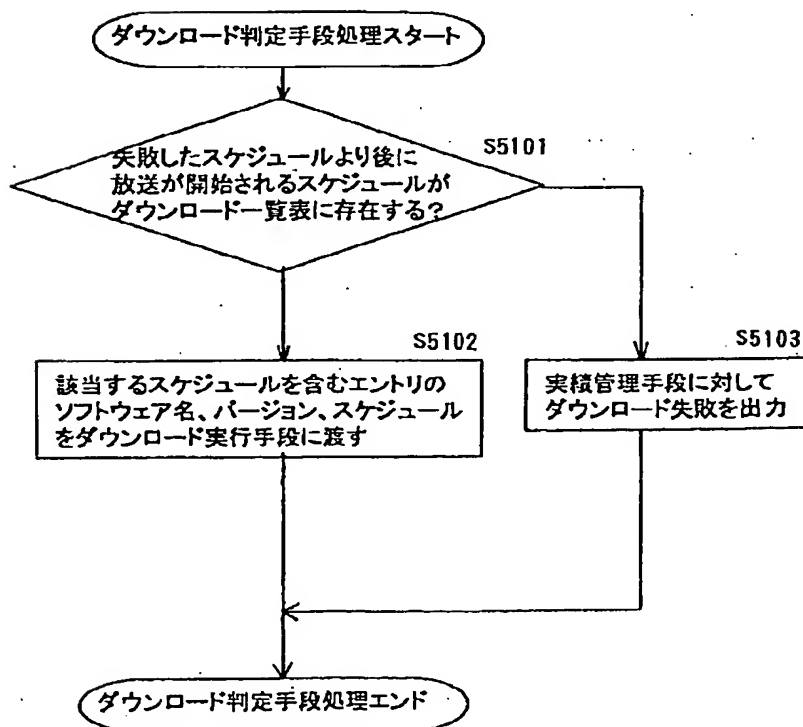 ダウンロード判定手段処理スタート
S5101
失敗したスケジュールより後に
放送が開始されるスケジュールが
ダウンロード一覧表に存在する?
S5102
該当するスケジュールを含むエントリの
ソフトウェア名、バージョン、スケジュール
をダウンロード実行手段に渡す
S5103
実績管理手段に対して
ダウンロード失敗を出力
ダウンロード判定手段処理エンド